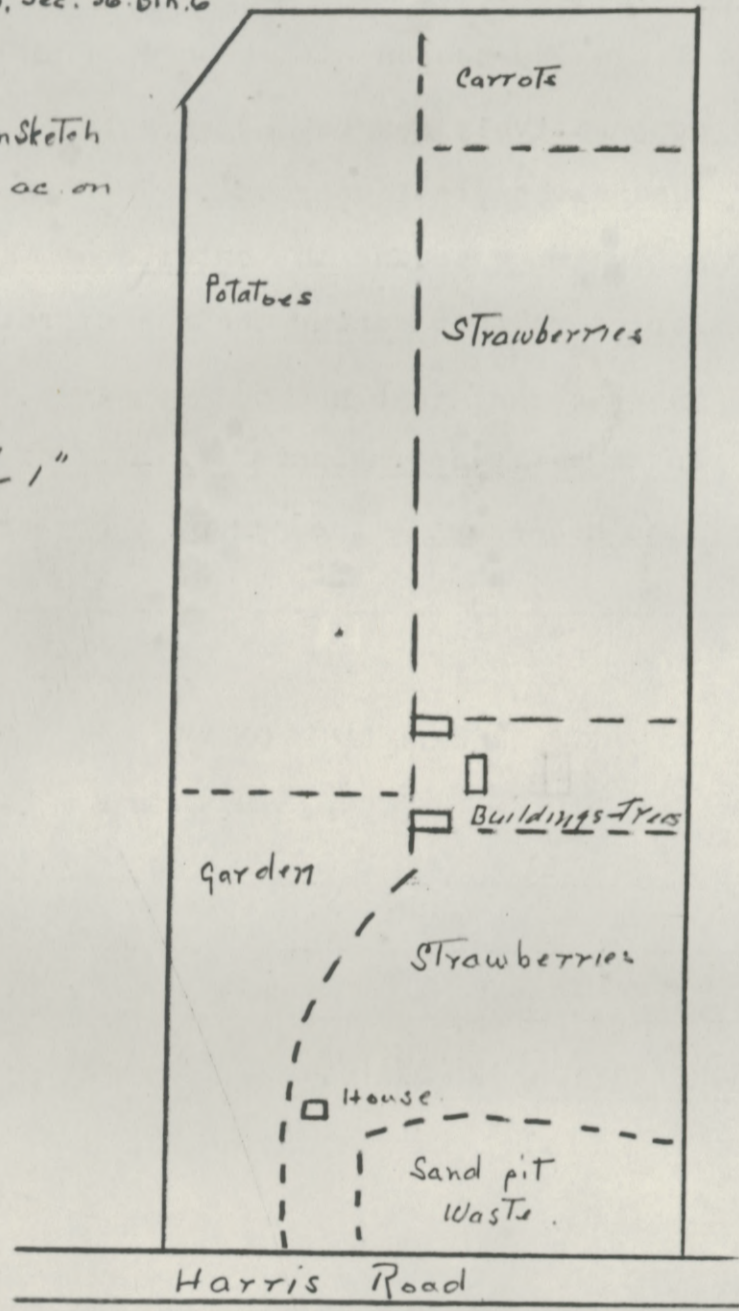 Sec. 36. Bth. 6
Sketch
ac. on
1"
Carrots
Potatoes
Strawberries
Buildings-Trees
Garden
Strawberries
House
Sand pit
Waste.
Harris Road